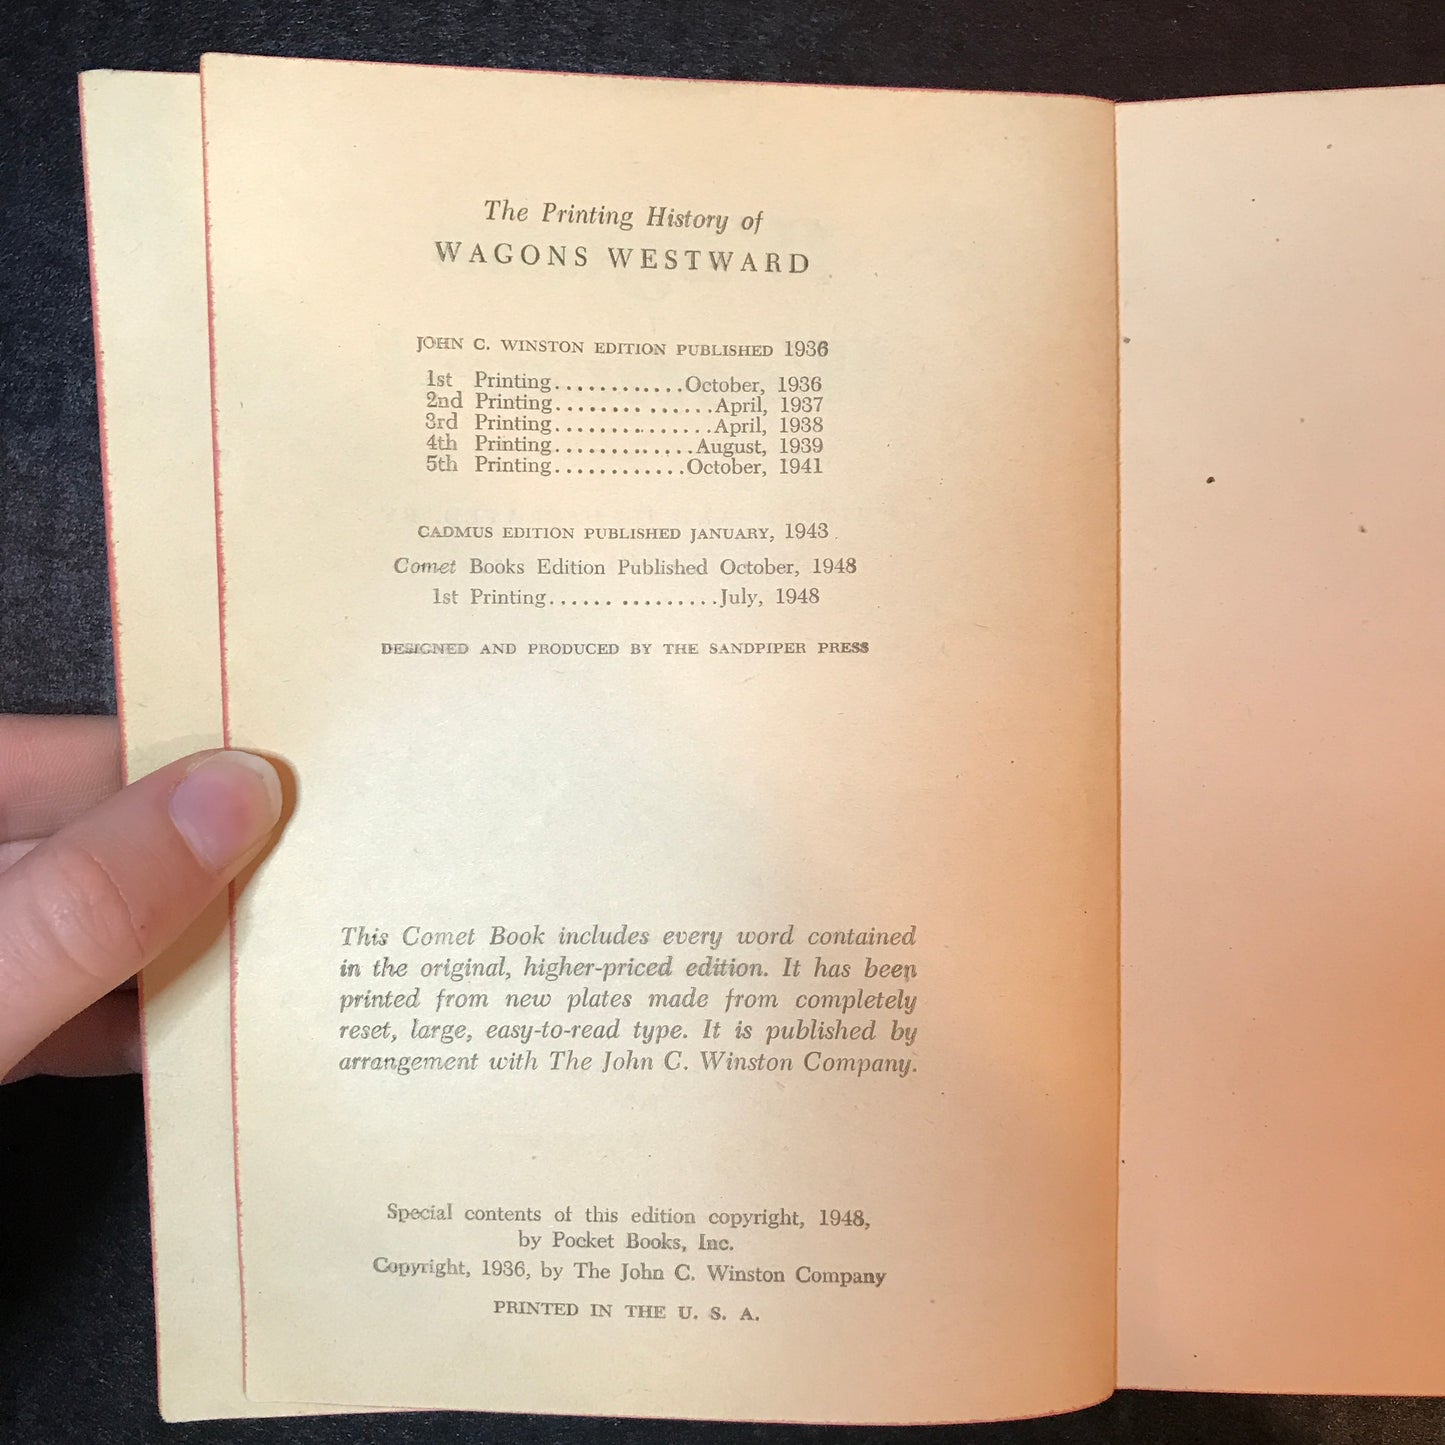 The Printing History of
WAGONS WESTWARD
JOHN C. WINSTON EDITION PUBLISHED 1936
1st Printing............October, 1936
2nd Printing..............April, 1937
3rd Printing..............April, 1938
4th Printing.............August, 1939
5th Printing............October, 1941
CADMUS EDITION PUBLISHED JANUARY, 1943
Comet Books Edition Published October, 1948
1st Printing...............July, 1948
DESIGNED AND PRODUCED BY THE SANDPIPER PRESS
This Comet Book includes every word contained
in the original, higher-priced edition. It has been
printed from new plates made from completely
reset, large, easy-to-read type. It is published by
arrangement with The John C. Winston Company.
Special contents of this edition copyright, 1948,
by Pocket Books, Inc.
Copyright, 1936, by The John C. Winston Company
PRINTED IN THE U. S. A.